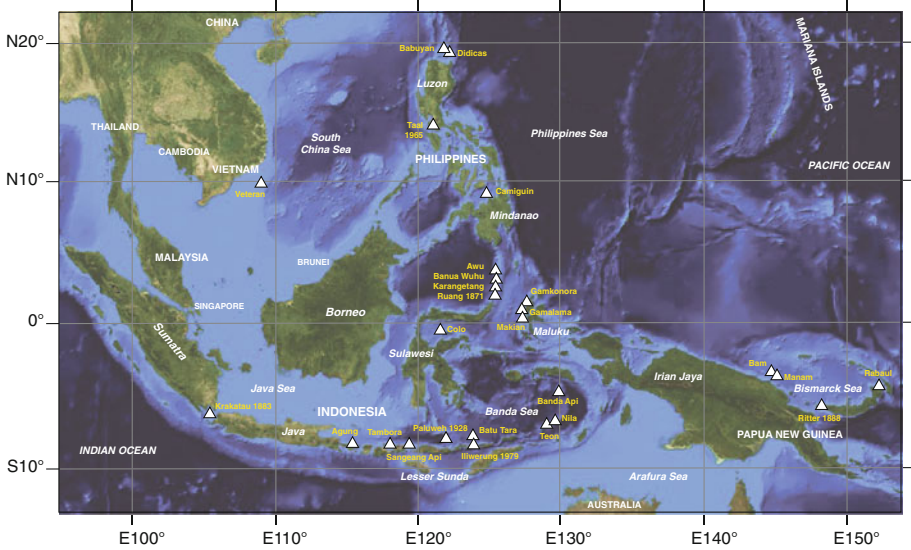 CHINA
MARIANA ISLANDS
N20°
Babuyan
Didicas
Luzon
THAILAND
Taal
1965
South
China Sea
Philippines Sea
CAMBODIA
PHILIPPINES
PACIFIC OCEAN
VIETNAM
N10°
Veteran
Camiguin
Mindanao
MALAYSIA
BRUNEI
Awu
Banua Wuhu
Karangetang
Ruang 1871
Gamkonora
SINGAPORE
Borneo
Gamalama
0°
Makian
Maluku
Colo
Sumatra
Sulawesi
Bam
Manam
Rabaul
Irian Jaya
Java Sea
Bismarck Sea
Krakatau 1883
Banda Api
INDONESIA
Banda Sea
Nila
Ritter 1888
Java
Agung
Tambora
Paluweh 1928
Batu Tara
Teon
PAPUA NEW GUINEA
INDIAN OCEAN
Sangeang Api
Iliwerung 1979
S10°
Lesser Sunda
Arafura Sea
AUSTRALIA
E100°
E110°
E120°
E130°
E140°
E150°